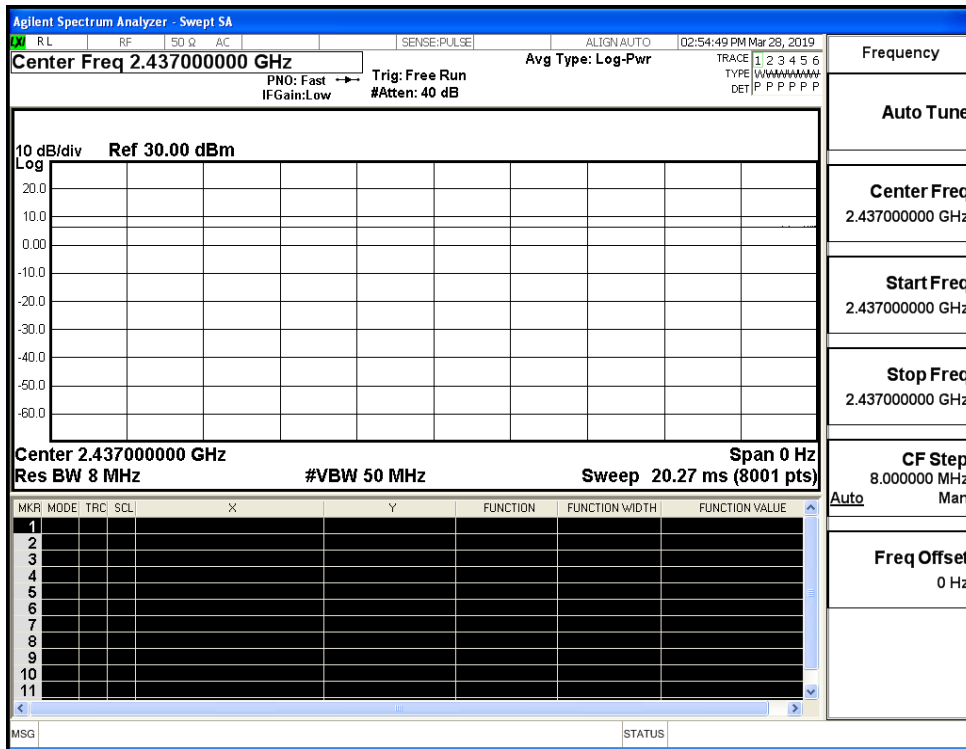 Agilent Spectrum Analyzer - Swept SA
LXI RL RF 50 Ω AC SENSE:PULSE ALIGN AUTO 02:54:49 PM Mar 28, 2019
Center Freq 2.437000000 GHz
PNO: Fast
IFGain:Low
Trig: Free Run
#Atten: 40 dB
Avg Type: Log-Pwr
TRACE 1 2 3 4 5 6
TYPE WWWWWW
DET P P P P P P
10 dB/div Ref 30.00 dBm
Log
20.0
10.0
0.00
-10.0
-20.0
-30.0
-40.0
-50.0
-60.0
Center 2.437000000 GHz Span 0 Hz
Res BW 8 MHz #VBW 50 MHz Sweep 20.27 ms (8001 pts)
MKR MODE TRC SCL X Y FUNCTION FUNCTION WIDTH FUNCTION VALUE
1
2
3
4
5
6
7
8
9
10
11
MSG STATUS
Frequency
Auto Tune
Center Freq
2.437000000 GHz
Start Freq
2.437000000 GHz
Stop Freq
2.437000000 GHz
CF Step
8.000000 MHz
Auto Man
Freq Offset
0 Hz